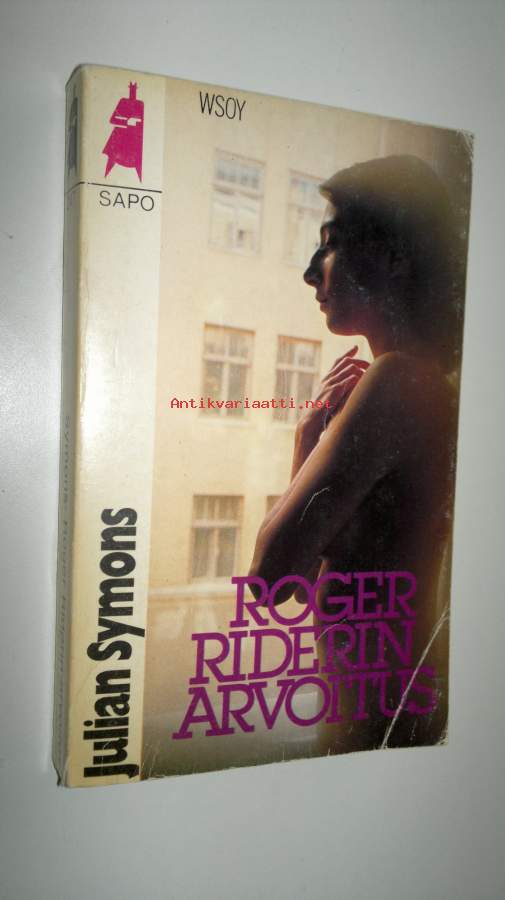 WSOY
SAPO
Antikvariaatti.net
Julian Symons
ROGER
RIDERIN
ARVOITUS